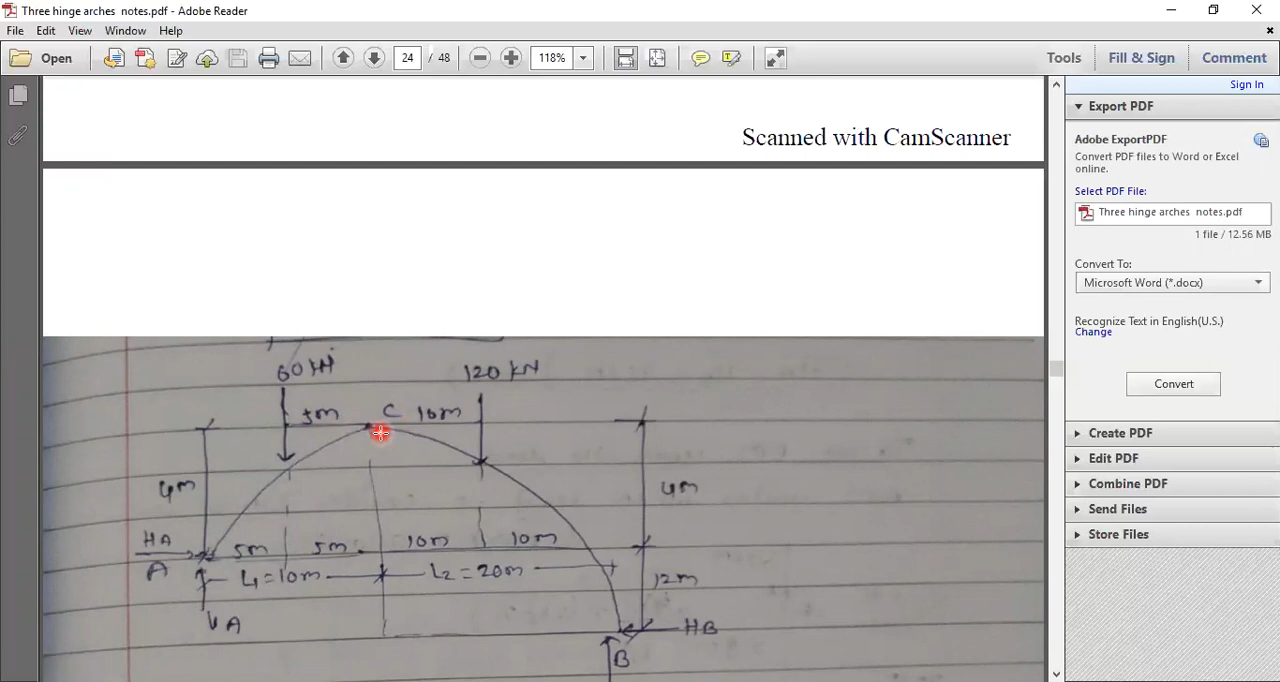 Three hinge arches notes.pdf - Adobe Reader
File Edit View Window Help
Open 24 / 48 118% Tools Fill & Sign Comment
Sign In
Export PDF
Adobe ExportPDF
Convert PDF files to Word or Excel
online.
Select PDF File:
Three hinge arches notes.pdf
1 file / 12.56 MB
Convert To:
Microsoft Word (*.docx)
Recognize Text in English(U.S.)
Change
Convert
Create PDF
Edit PDF
Combine PDF
Send Files
Store Files
Scanned with CamScanner
60 kN 120 kN
5m C 10m
4m 4m
HA 5m 5m 10m 10m
A L1=10m L2=20m 12m
VA HB
B